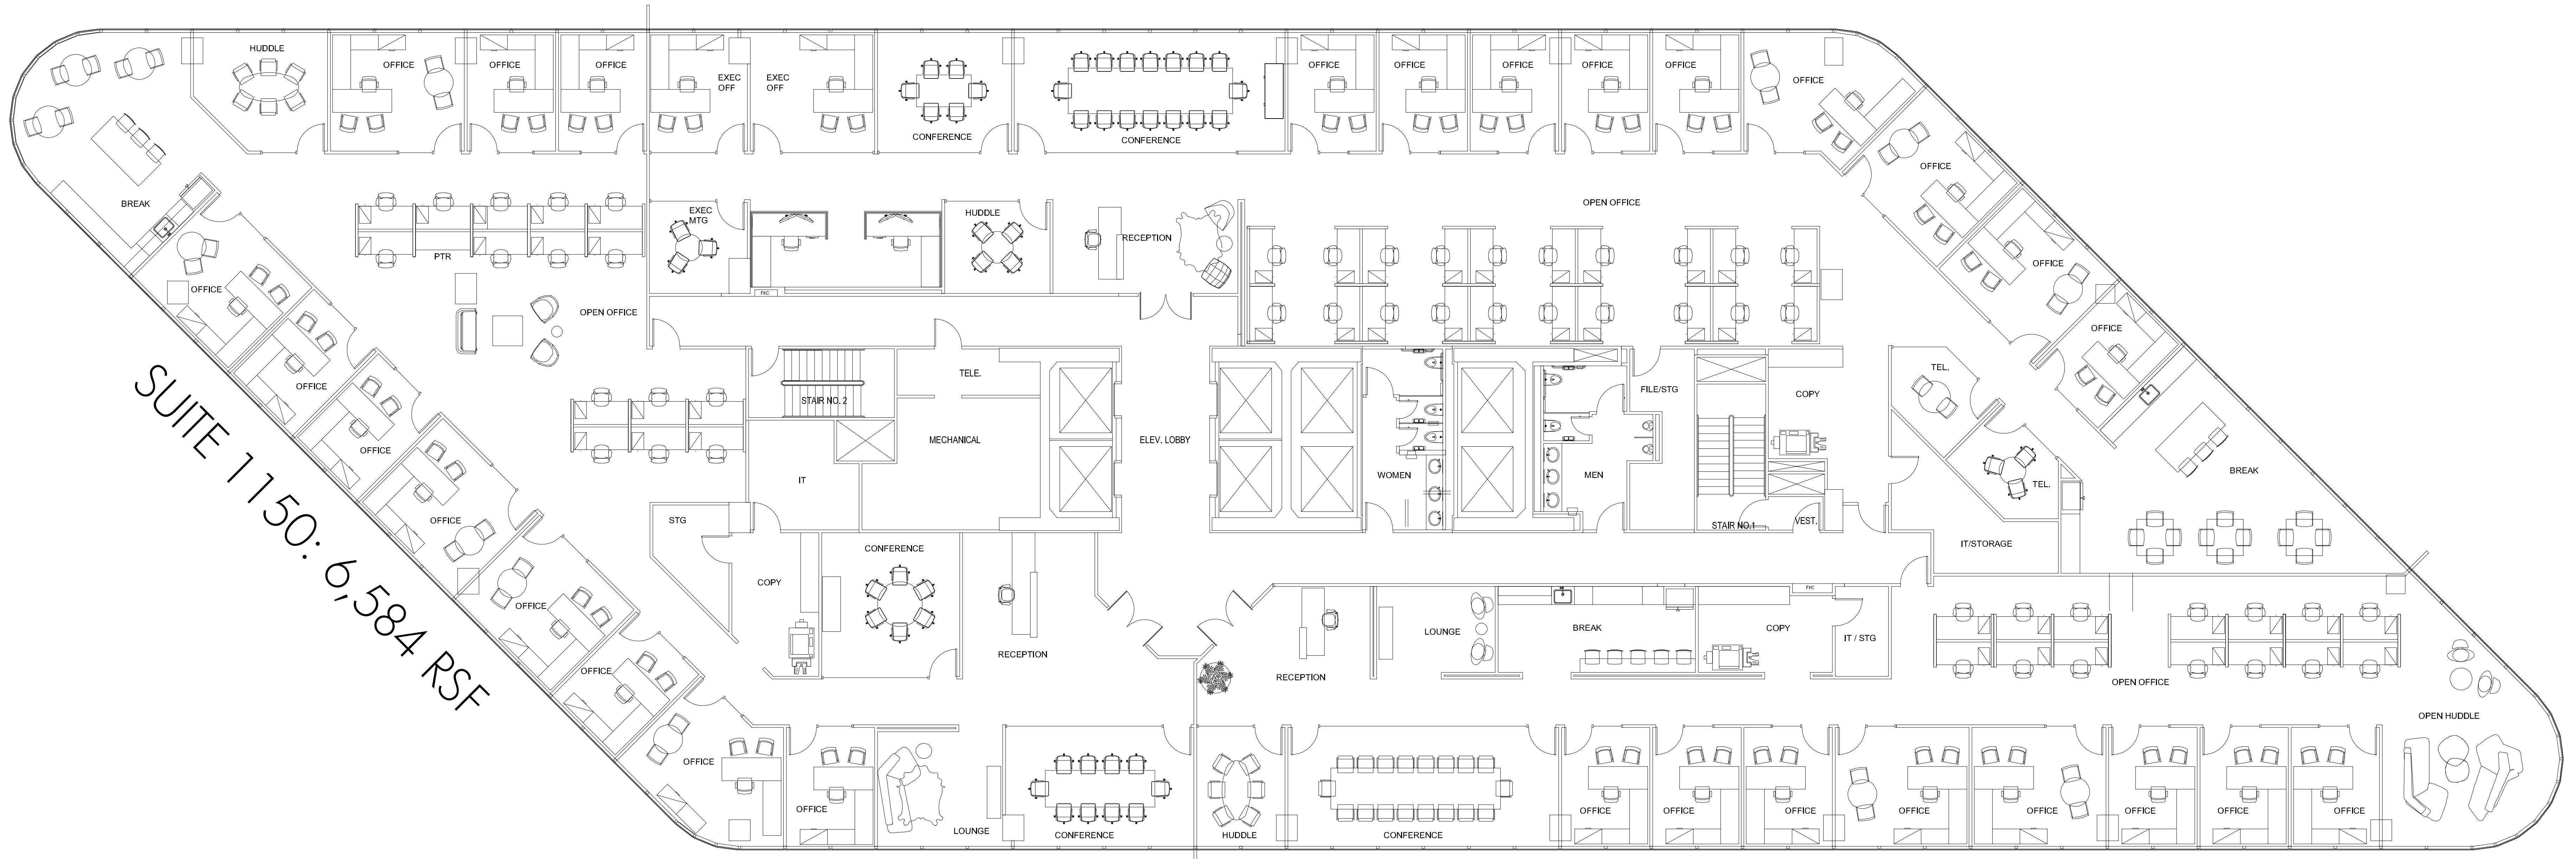 HUDDLE
OFFICE
OFFICE
OFFICE
EXEC
OFF
EXEC
OFF
CONFERENCE
CONFERENCE
OFFICE
OFFICE
OFFICE
OFFICE
OFFICE
OFFICE
OFFICE
OFFICE
OFFICE
BREAK
PTR
EXEC
MTG
HUDDLE
RECEPTION
OPEN OFFICE
FHC
OFFICE
OPEN OFFICE
OFFICE
OFFICE
OFFICE
OFFICE
OFFICE
OFFICE
OFFICE
SUITE 1150: 6,584 RSF
STAIR NO. 2
TELE.
MECHANICAL
ELEV. LOBBY
IT
STG
COPY
CONFERENCE
RECEPTION
WOMEN
MEN
FILE/STG
COPY
STAIR NO.1
VEST.
TEL.
TEL.
BREAK
IT/STORAGE
RECEPTION
LOUNGE
BREAK
COPY
FHC
IT / STG
OPEN OFFICE
OPEN HUDDLE
LOUNGE
CONFERENCE
HUDDLE
CONFERENCE
OFFICE
OFFICE
OFFICE
OFFICE
OFFICE
OFFICE
OFFICE
OFFICE